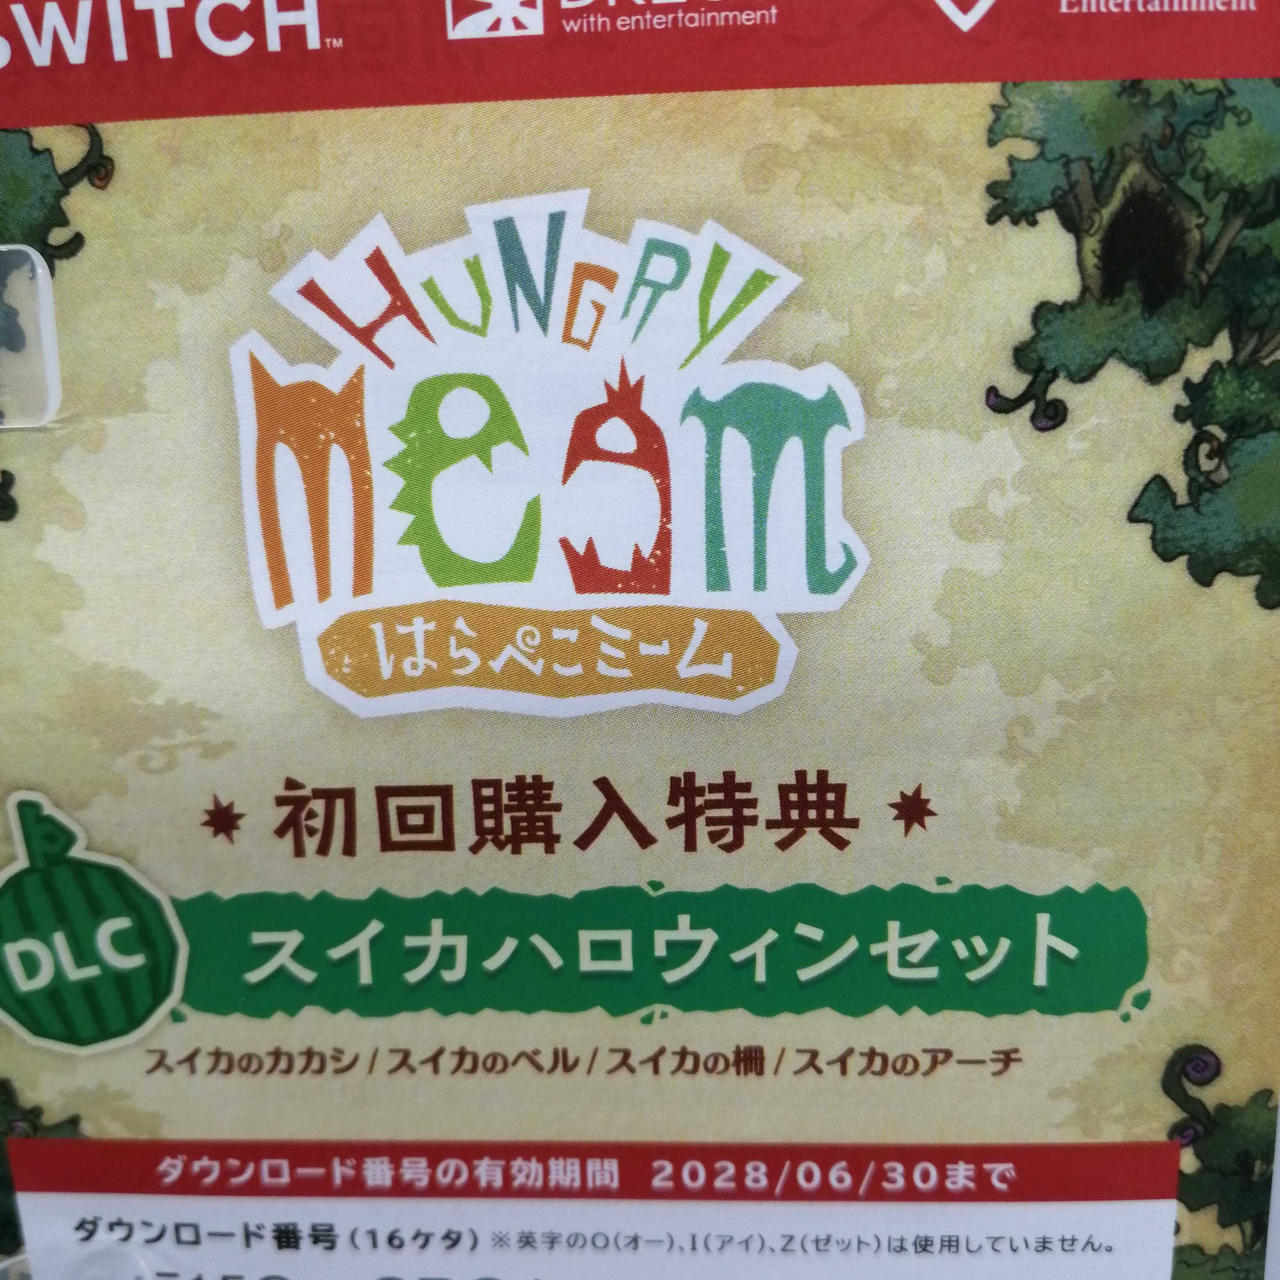 SWITCH™
with entertainment
Entertainment
HUNGRY
meem
はらぺこミーム
初回購入特典
DLC
スイカハロウィンセット
スイカのカカシ / スイカのベル / スイカの柵 / スイカのアーチ
ダウンロード番号の有効期間 2028/06/30まで
ダウンロード番号（16ケタ） ※英字のO(オー)、I(アイ)、Z(ゼット)は使用していません。